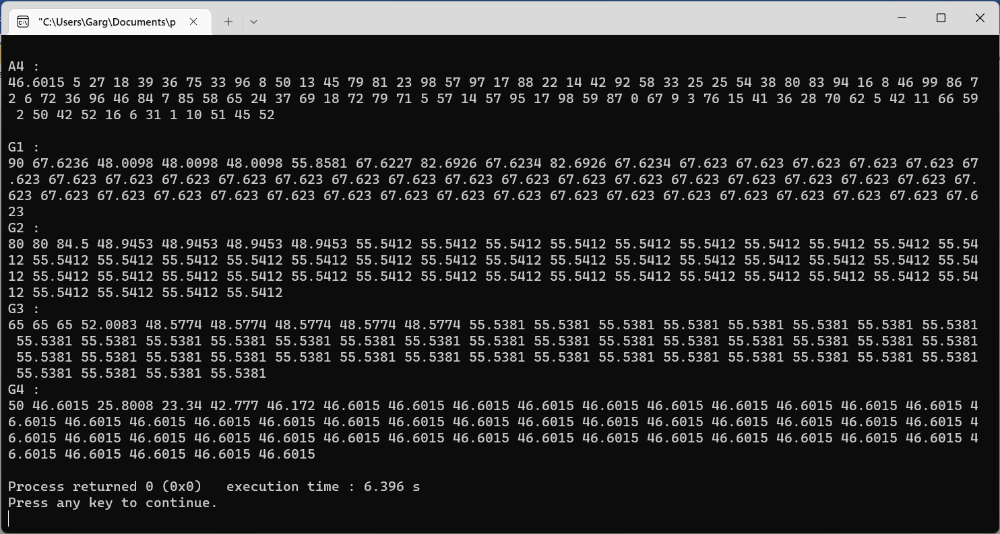 "C:\Users\Garg\Documents\p
A4 :
46.6015 5 27 18 39 36 75 33 96 8 50 13 45 79 81 23 98 57 97 17 88 22 14 42 92 58 33 25 25 54 38 80 83 94 16 8 46 99 86 7
2 6 72 36 96 46 84 7 85 58 65 24 37 69 18 72 79 71 5 57 14 57 95 17 98 59 87 0 67 9 3 76 15 41 36 28 70 62 5 42 11 66 59
2 50 42 52 16 6 31 1 10 51 45 52
G1 :
90 67.6236 48.0098 48.0098 48.0098 55.8581 67.6227 82.6926 67.6234 82.6926 67.6234 67.623 67.623 67.623 67.623 67.623 67
.623 67.623 67.623 67.623 67.623 67.623 67.623 67.623 67.623 67.623 67.623 67.623 67.623 67.623 67.623 67.623 67.623 67.
623 67.623 67.623 67.623 67.623 67.623 67.623 67.623 67.623 67.623 67.623 67.623 67.623 67.623 67.623 67.623 67.623 67.6
23
G2 :
80 80 84.5 48.9453 48.9453 48.9453 48.9453 55.5412 55.5412 55.5412 55.5412 55.5412 55.5412 55.5412 55.5412 55.5412 55.54
12 55.5412 55.5412 55.5412 55.5412 55.5412 55.5412 55.5412 55.5412 55.5412 55.5412 55.5412 55.5412 55.5412 55.5412 55.54
12 55.5412 55.5412 55.5412 55.5412 55.5412 55.5412 55.5412 55.5412 55.5412 55.5412 55.5412 55.5412 55.5412 55.5412 55.54
12 55.5412 55.5412 55.5412 55.5412
G3 :
65 65 65 52.0083 48.5774 48.5774 48.5774 48.5774 48.5774 55.5381 55.5381 55.5381 55.5381 55.5381 55.5381 55.5381 55.5381
55.5381 55.5381 55.5381 55.5381 55.5381 55.5381 55.5381 55.5381 55.5381 55.5381 55.5381 55.5381 55.5381 55.5381 55.5381
55.5381 55.5381 55.5381 55.5381 55.5381 55.5381 55.5381 55.5381 55.5381 55.5381 55.5381 55.5381 55.5381 55.5381 55.5381
55.5381 55.5381 55.5381 55.5381
G4 :
50 46.6015 25.8008 23.34 42.777 46.172 46.6015 46.6015 46.6015 46.6015 46.6015 46.6015 46.6015 46.6015 46.6015 46.6015 4
6.6015 46.6015 46.6015 46.6015 46.6015 46.6015 46.6015 46.6015 46.6015 46.6015 46.6015 46.6015 46.6015 46.6015 46.6015 4
6.6015 46.6015 46.6015 46.6015 46.6015 46.6015 46.6015 46.6015 46.6015 46.6015 46.6015 46.6015 46.6015 46.6015 46.6015 4
6.6015 46.6015 46.6015 46.6015 46.6015
Process returned 0 (0x0)   execution time : 6.396 s
Press any key to continue.